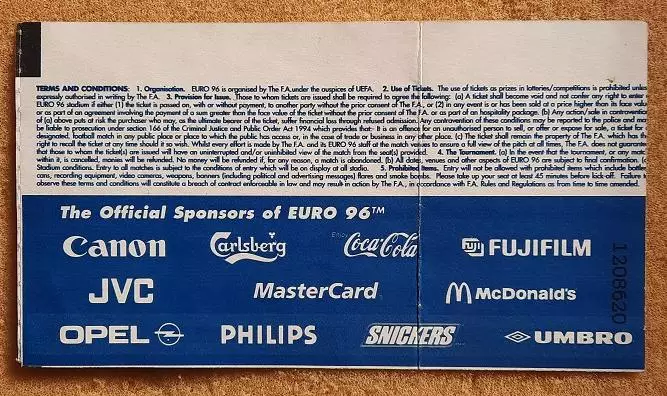 TERMS AND CONDITIONS: 1. Organisation. EURO 96 is organised by The F.A. under the auspices of UEFA. 2. Use of Tickets. The use of tickets as prizes in lotteries/competitions is prohibited unless
expressly authorised in writing by The F.A. 3. Provision for Issue. Those to whom tickets are issued shall be required to agree the following: (a) A ticket shall become void and not confer any right to enter
EURO 96 stadium if either (1) the ticket is passed on, with or without payment, to another party without the prior consent of The F.A., or (2) in any event is or has been sold at a price higher than its face valu
or as part of an agreement involving the payment of a sum greater than the face value of the ticket without the prior consent of The F.A. or as part of an hospitality package. (b) Any action/sale in contraventio
of (a) above puts at risk the purchaser who may, as the ultimate bearer of the ticket, suffer financial loss through refused admission. Any contravention of these conditions may be reported to the police and ma
be liable to prosecution under section 166 of the Criminal Justice and Public Order Act 1994 which provides that:- It is an offence for an unauthorised person to sell, or offer or expose for sale, a ticket for
designated, football match in any public place or place to which the public has access or, in the case of trade or business in any other place. (c) The ticket shall remain the property of The F.A., which has th
right to recall the ticket at any time should it so wish. Whilst every effort is made by The F.A. and its EURO 96 staff at the match venues to ensure a full view of the pitch at all times, The F.A. does not guarante
that those to whom the ticket(s) are issued will have an uninterrupted and/or uninhibited view of the match from the seat(s) provided. 4. The Tournament. (a) In the event that the tournament, or any matc
within it, is cancelled, monies will be refunded. No money will be refunded if, for any reason, a match is abandoned. (b) All dates, venues and other aspects of EURO 96 are subject to final confirmation. (c
Stadium conditions. Entry to all matches is subject to the conditions of entry which will be on display at all stadia. 5. Prohibited Items. Entry will not be allowed with prohibited items which include bottles
cans, recording equipment, video cameras, weapons, banners (including political and advertising messages) flares and smoke bombs. Please take up your seat at least 45 minutes before kick-off. Failure t
observe these terms and conditions will constitute a breach of contract enforceable in law and may result in action by The F.A., in accordance with F.A. Rules and Regulations as from time to time amended.
The Official Sponsors of EURO 96™
Canon Carlsberg Enjoy Coca-Cola FUJI FUJIFILM
JVC MasterCard McDonald's
OPEL PHILIPS SNICKERS UMBRO
1208620